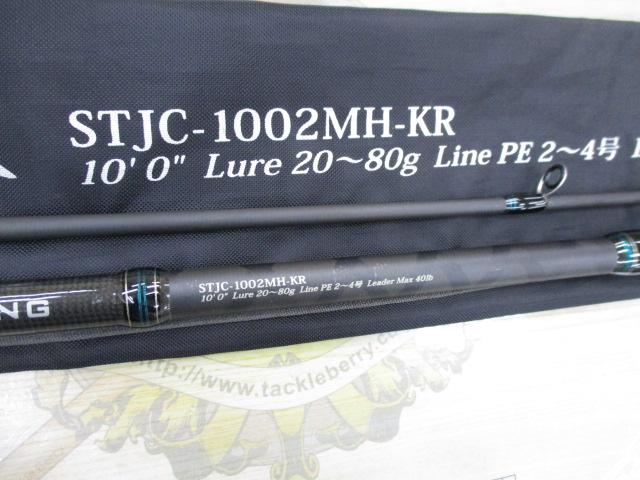 STJC-1002MH-KR
10'0" Lure 20～80g Line PE 2～4号
STJC-1002MH-KR
10'0" Lure 20～80g Line PE 2～4号 Leader Max 40lb
NG
http://www.tackleberry.co